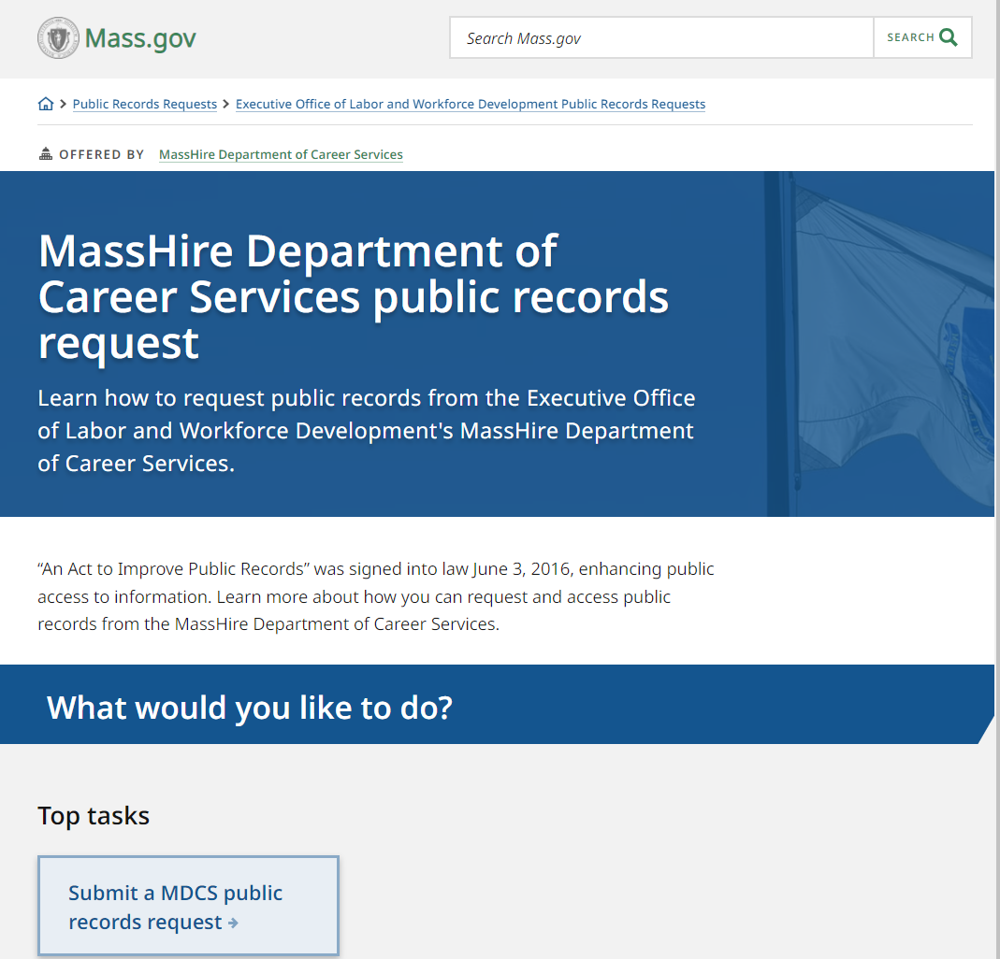 Mass.gov
Search Mass.gov
SEARCH
Public Records Requests
Executive Office of Labor and Workforce Development Public Records Requests
OFFERED BY MassHire Department of Career Services
MassHire Department of
Career Services public records
request
Learn how to request public records from the Executive Office
of Labor and Workforce Development's MassHire Department
of Career Services.
“An Act to Improve Public Records” was signed into law June 3, 2016, enhancing public
access to information. Learn more about how you can request and access public
records from the MassHire Department of Career Services.
What would you like to do?
Top tasks
Submit a MDCS public
records request